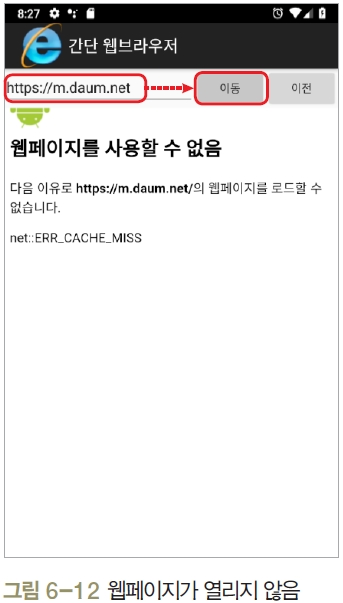 8:27
간단 웹브라우저
https://m.daum.net 이동 이전
웹페이지를 사용할 수 없음
다음 이유로 https://m.daum.net/의 웹페이지를 로드할 수
없습니다.
net::ERR_CACHE_MISS
그림 6-12 웹페이지가 열리지 않음